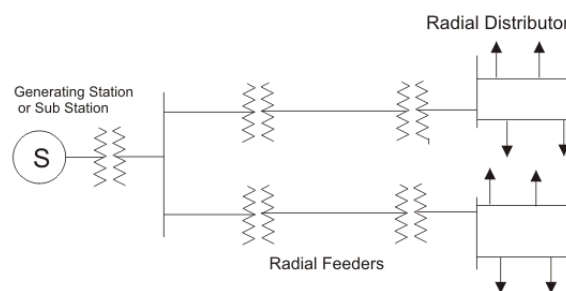 Radial Distributor
Generating Station
or Sub Station
S
Radial Feeders